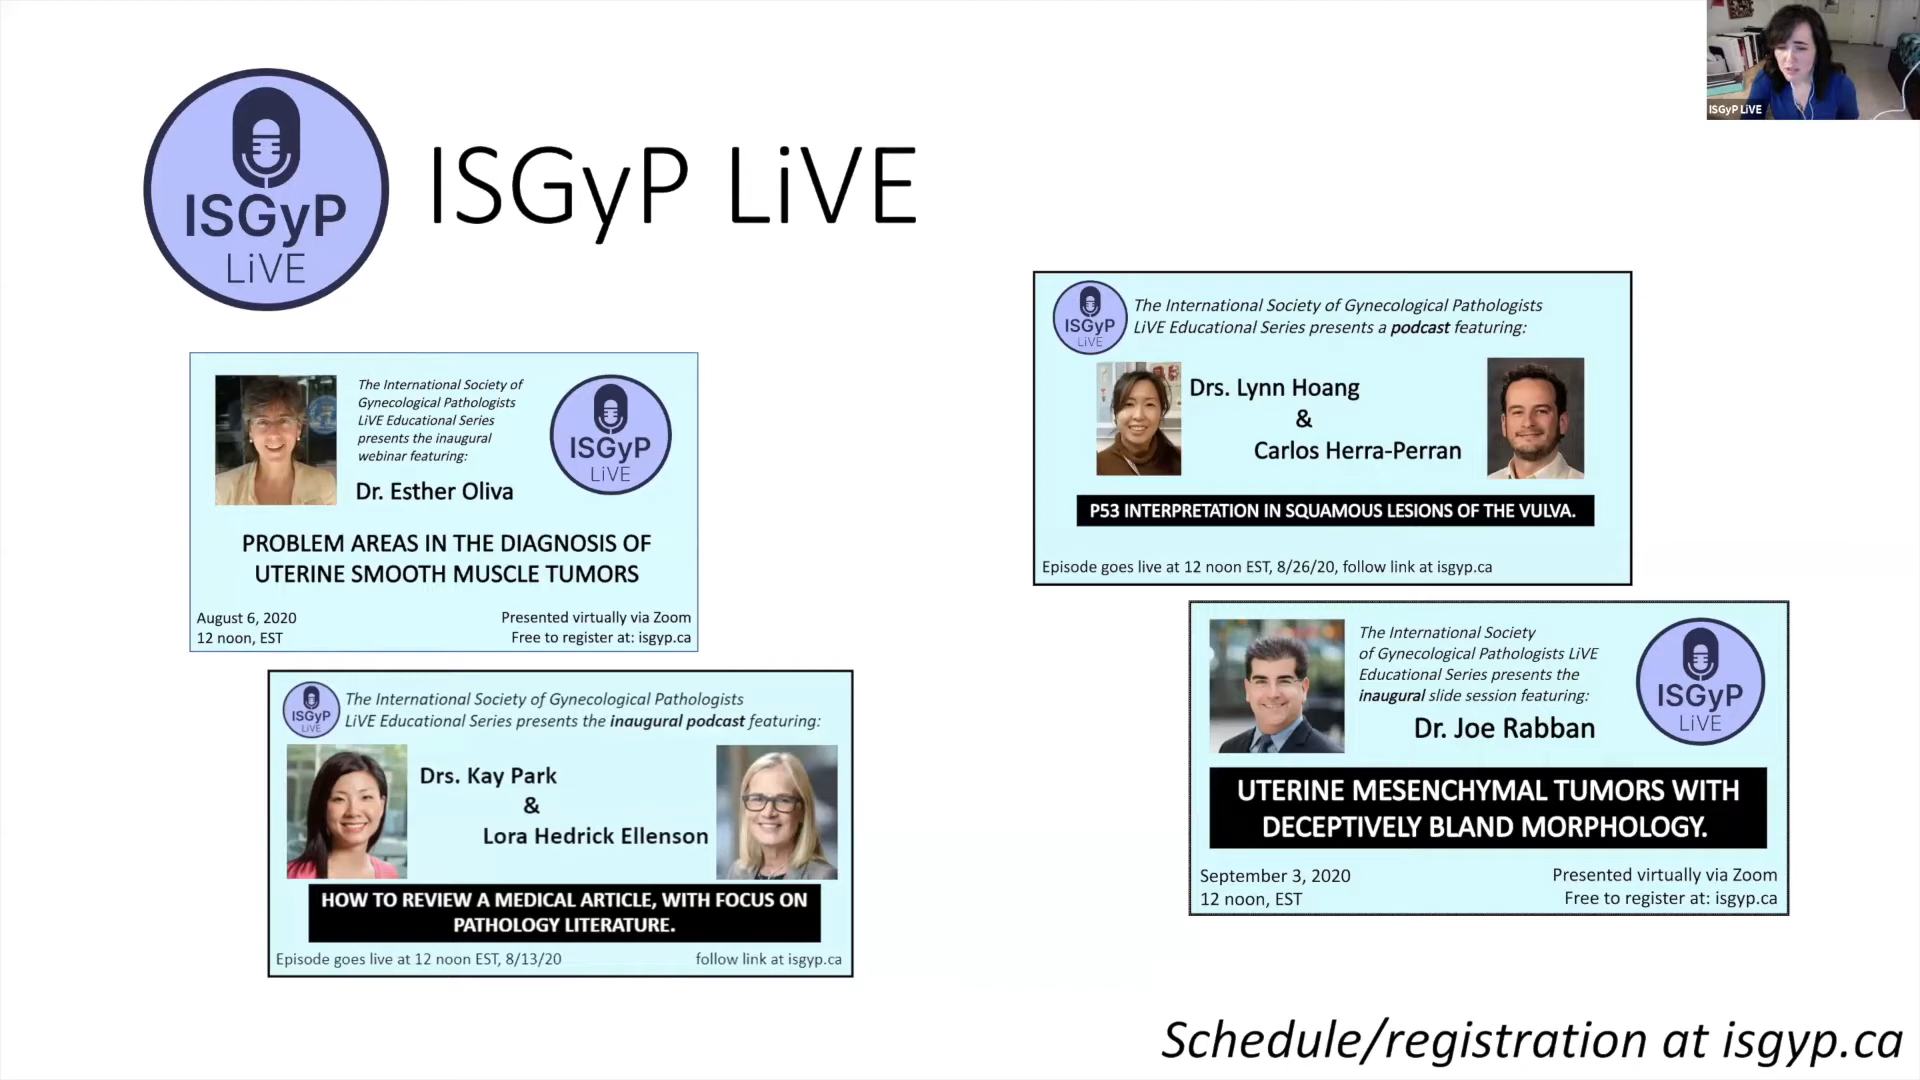 ISGyP LiVE
ISGyP
LiVE
ISGyP LiVE
The International Society of
Gynecological Pathologists
LiVE Educational Series
presents the inaugural
webinar featuring:
Dr. Esther Oliva
ISGyP
LiVE
PROBLEM AREAS IN THE DIAGNOSIS OF
UTERINE SMOOTH MUSCLE TUMORS
August 6, 2020
12 noon, EST
Presented virtually via Zoom
Free to register at: isgyp.ca
ISGyP
LiVE
The International Society of Gynecological Pathologists
LiVE Educational Series presents the inaugural podcast featuring:
Drs. Kay Park
&
Lora Hedrick Ellenson
HOW TO REVIEW A MEDICAL ARTICLE, WITH FOCUS ON
PATHOLOGY LITERATURE.
Episode goes live at 12 noon EST, 8/13/20
follow link at isgyp.ca
ISGyP
LiVE
The International Society of Gynecological Pathologists
LiVE Educational Series presents a podcast featuring:
Drs. Lynn Hoang
&
Carlos Herra-Perran
P53 INTERPRETATION IN SQUAMOUS LESIONS OF THE VULVA.
Episode goes live at 12 noon EST, 8/26/20, follow link at isgyp.ca
The International Society
of Gynecological Pathologists LiVE
Educational Series presents the
inaugural slide session featuring:
Dr. Joe Rabban
ISGyP
LiVE
UTERINE MESENCHYMAL TUMORS WITH
DECEPTIVELY BLAND MORPHOLOGY.
September 3, 2020
12 noon, EST
Presented virtually via Zoom
Free to register at: isgyp.ca
Schedule/registration at isgyp.ca